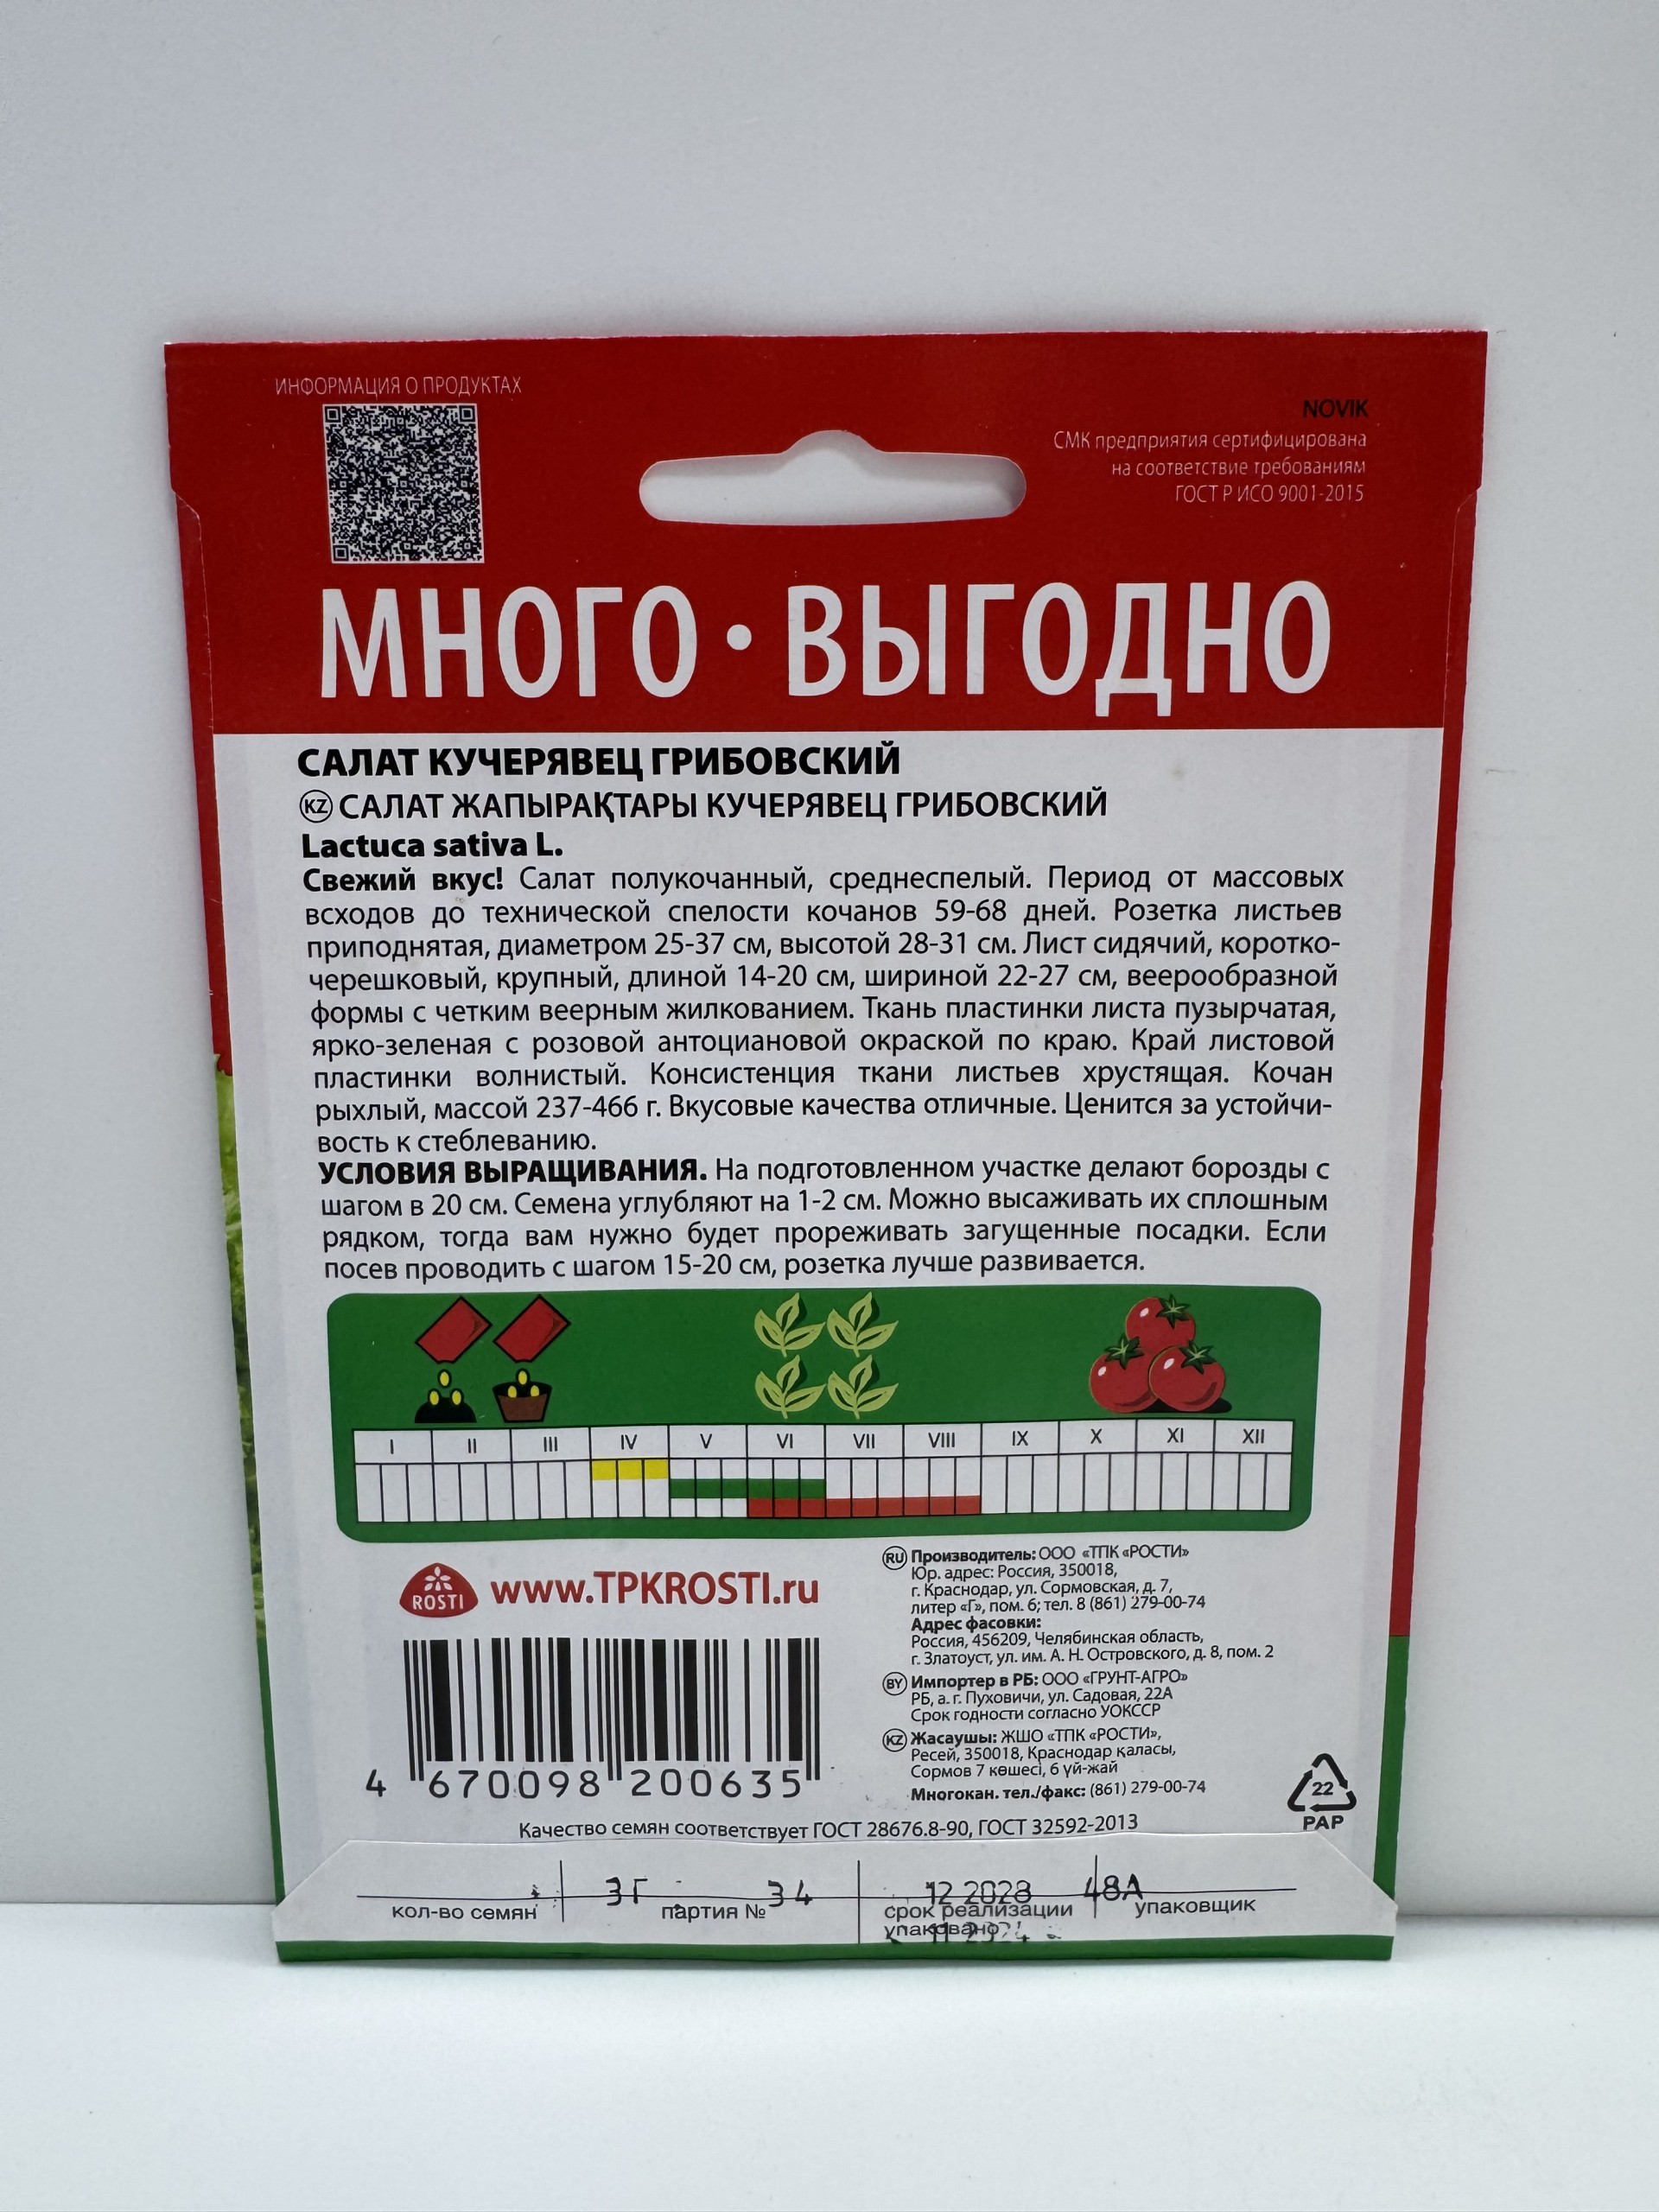 ИНФОРМАЦИЯ О ПРОДУКТАХ
NOVIK
СМК предприятия сертифицирована
на соответствие требованиям
ГОСТ Р ИСО 9001-2015
МНОГО • ВЫГОДНО
САЛАТ КУЧЕРЯВЕЦ ГРИБОВСКИЙ
KZ САЛАТ ЖАПЫРАҚТАРЫ КУЧЕРЯВЕЦ ГРИБОВСКИЙ
Lactuca sativa L.
Свежий вкус! Салат полукочанный, среднеспелый. Период от массовых
всходов до технической спелости кочанов 59-68 дней. Розетка листьев
приподнятая, диаметром 25-37 см, высотой 28-31 см. Лист сидячий, коротко-
черешковый, крупный, длиной 14-20 см, шириной 22-27 см, веерообразной
формы с четким веерным жилкованием. Ткань пластинки листа пузырчатая,
ярко-зеленая с розовой антоциановой окраской по краю. Край листовой
пластинки волнистый. Консистенция ткани листьев хрустящая. Кочан
рыхлый, массой 237-466 г. Вкусовые качества отличные. Ценится за устойчи-
вость к стеблеванию.
УСЛОВИЯ ВЫРАЩИВАНИЯ. На подготовленном участке делают борозды с
шагом в 20 см. Семена углубляют на 1-2 см. Можно высаживать их сплошным
рядком, тогда вам нужно будет прореживать загущенные посадки. Если
посев проводить с шагом 15-20 см, розетка лучше развивается.
I II III IV V VI VII VIII IX X XI XII
ROSTI www.TPKROSTI.ru
4 670098 200635
RU Производитель: ООО «ТПК «РОСТИ»
Юр. адрес: Россия, 350018,
г. Краснодар, ул. Сормовская, д. 7,
литер «Г», пом. 6; тел. 8 (861) 279-00-74
Адрес фасовки:
Россия, 456209, Челябинская область,
г. Златоуст, ул. им. А. Н. Островского, д. 8, пом. 2
BY Импортер в РБ: ООО «ГРУНТ-АГРО»
РБ, а. г. Пуховичи, ул. Садовая, 22А
Срок годности согласно УОКССР
KZ Жасаушы: ЖШО «ТПК «РОСТИ»,
Ресей, 350018, Краснодар қаласы,
Сормов 7 көшесі, 6 үй-жай
Многокан. тел./факс: (861) 279-00-74
22
PAP
Качество семян соответствует ГОСТ 28676.8-90, ГОСТ 32592-2013
3Г 34 12 2028 48А
кол-во семян партия № срок реализации упаковщик
упаковано 11 2024